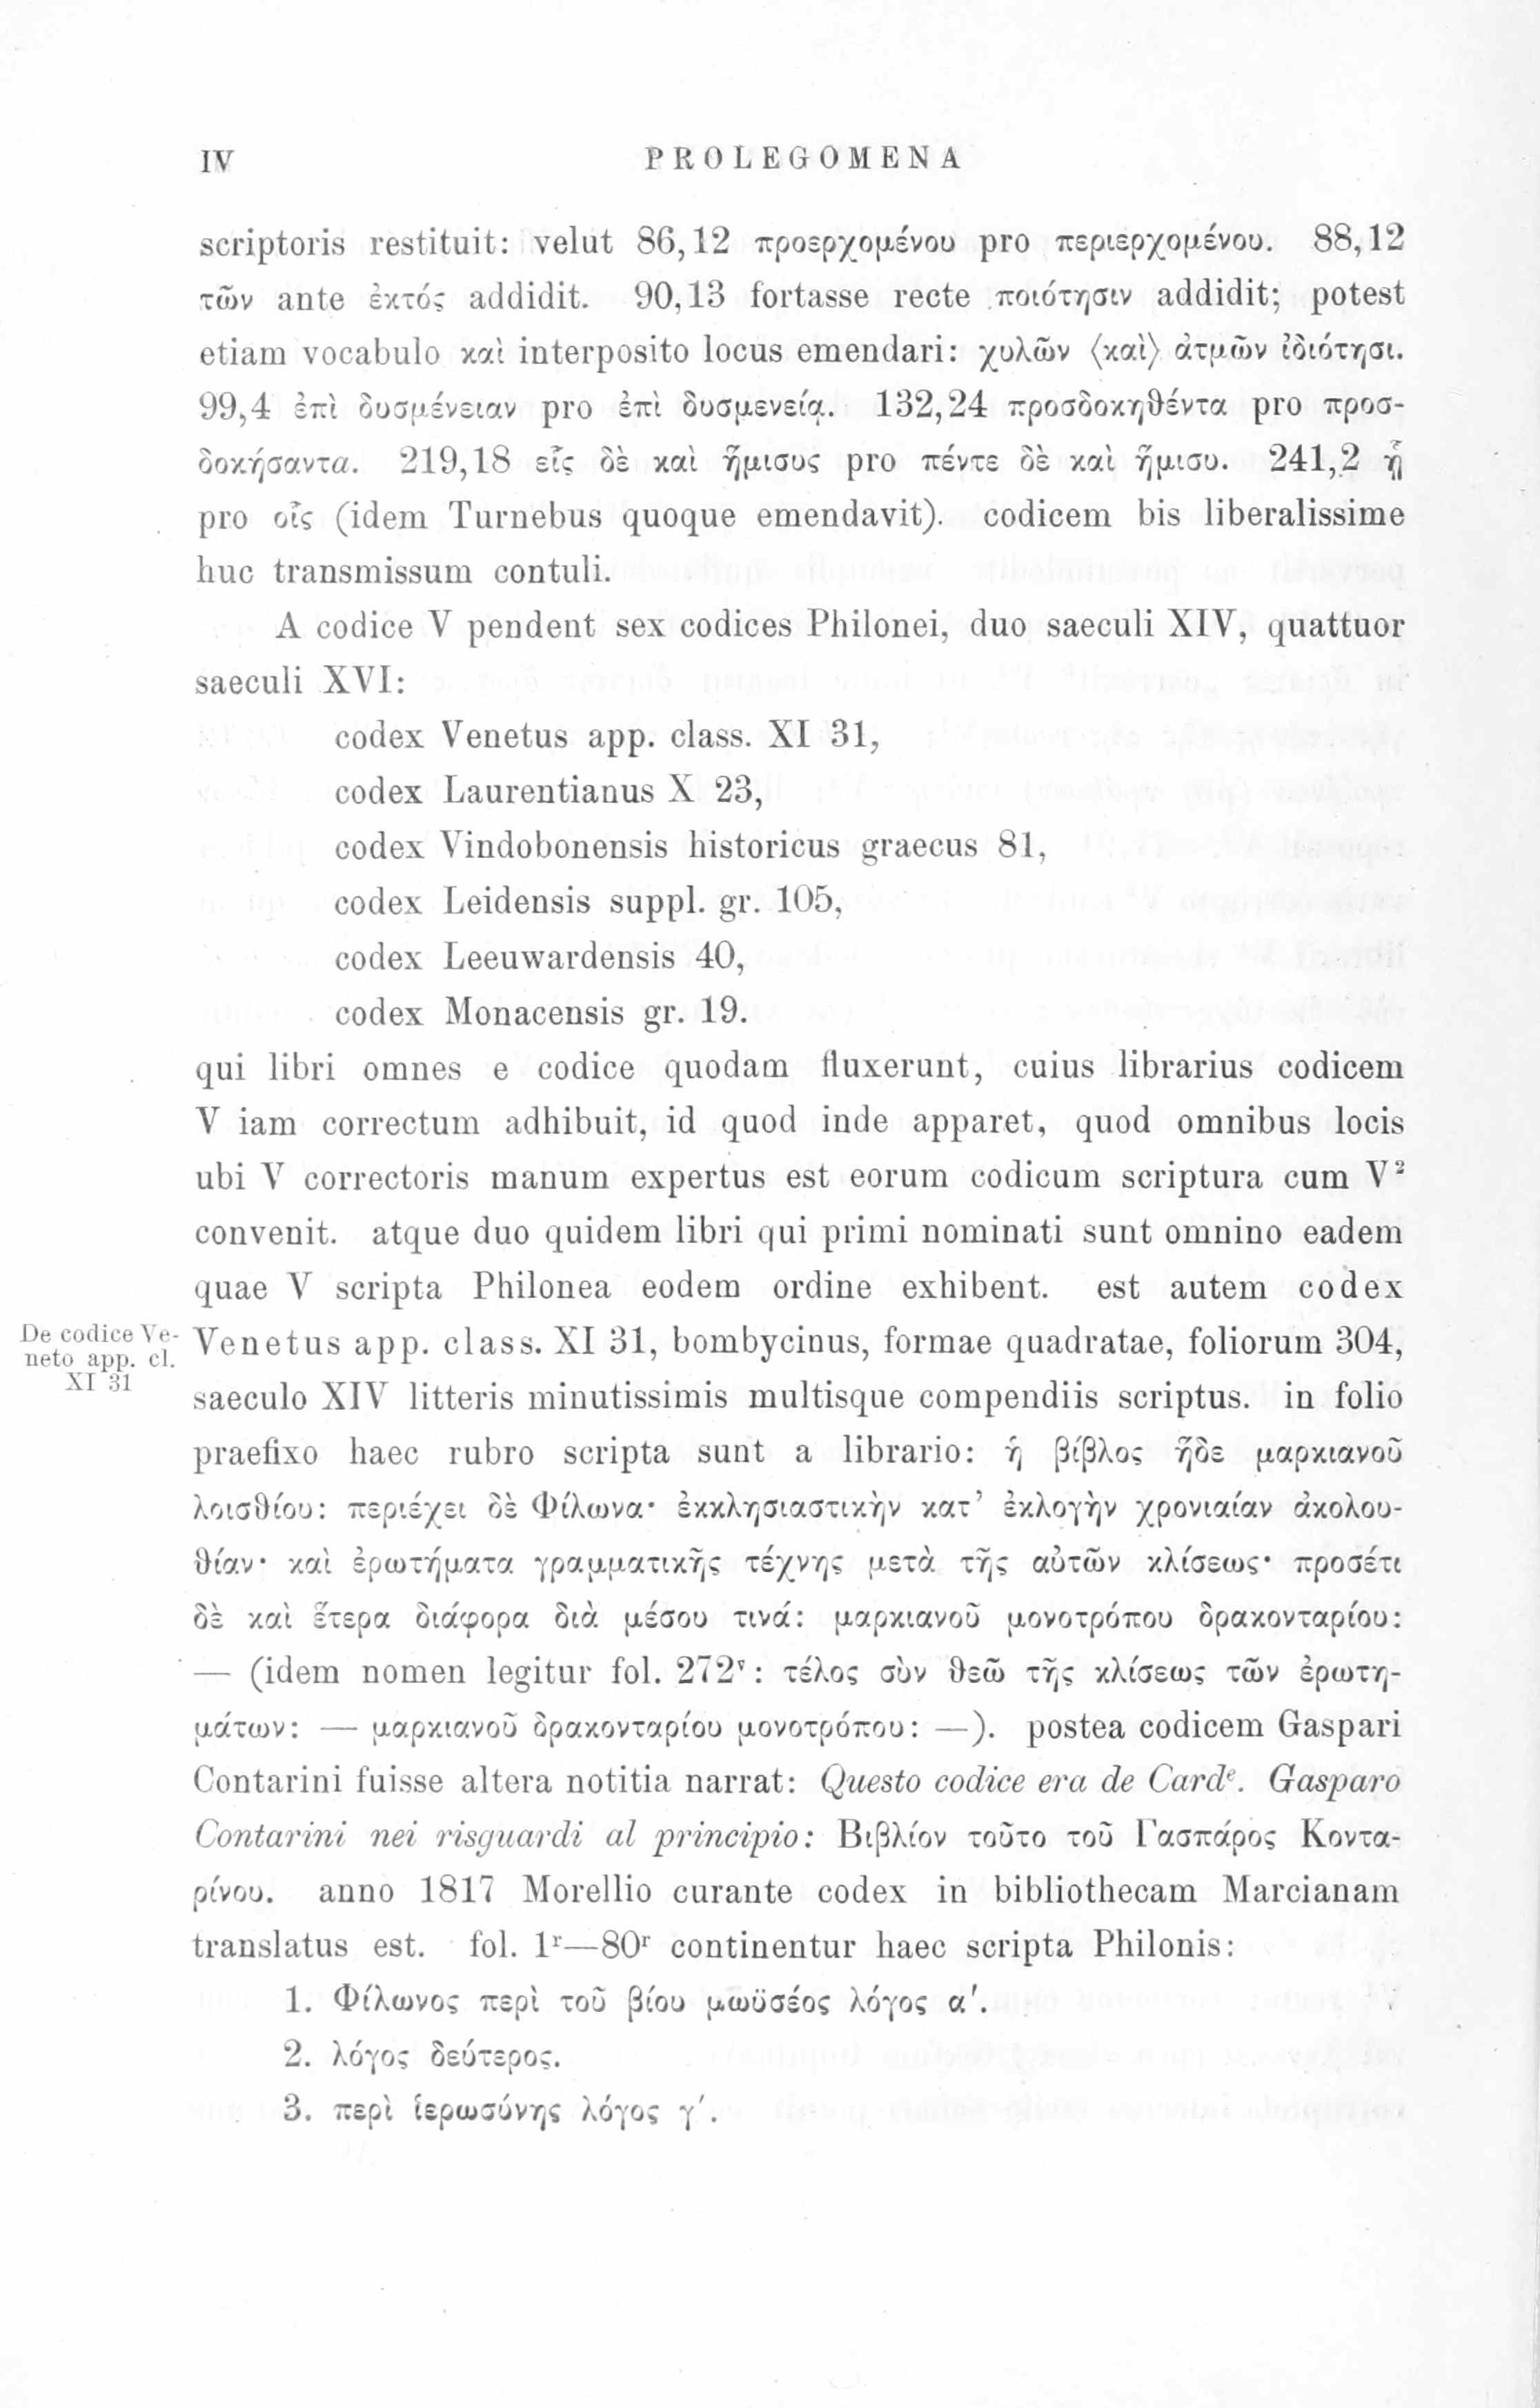 IV PROLEGOMENA
scriptoris restituit: velut 86,12 προερχομένου pro περιερχομένου. 88,12
τῶν ante ἐκτός addidit. 90,13 fortasse recte ποιότησιν addidit; potest
etiam vocabulo καὶ interposito locus emendari: χυλῶν ⟨καὶ⟩ ἀτμῶν ἰδιότησι.
99,4 ἐπὶ δυσμένειαν pro ἐπὶ δυσμενείᾳ. 132,24 προσδοκηθέντα pro προσ-
δοκήσαντα. 219,18 εἷς δὲ καὶ ἥμισυς pro πέντε δὲ καὶ ἥμισυ. 241,2 ᾗ
pro οἷς (idem Turnebus quoque emendavit). codicem bis liberalissime
huc transmissum contuli.
A codice V pendent sex codices Philonei, duo saeculi XIV, quattuor
saeculi XVI:
codex Venetus app. class. XI 31,
codex Laurentianus X 23,
codex Vindobonensis historicus graecus 81,
codex Leidensis suppl. gr. 105,
codex Leeuwardensis 40,
codex Monacensis gr. 19.
qui libri omnes e codice quodam fluxerunt, cuius librarius codicem
V iam correctum adhibuit, id quod inde apparet, quod omnibus locis
ubi V correctoris manum expertus est eorum codicum scriptura cum V²
convenit. atque duo quidem libri qui primi nominati sunt omnino eadem
quae V scripta Philonea eodem ordine exhibent. est autem codex
De codice Ve-
neto app. cl.
XI 31
Venetus app. class. XI 31, bombycinus, formae quadratae, foliorum 304,
saeculo XIV litteris minutissimis multisque compendiis scriptus. in folio
praefixo haec rubro scripta sunt a librario: ἡ βίβλος ἥδε μαρκιανοῦ
λοισθίου: περιέχει δὲ Φίλωνα· ἐκκλησιαστικὴν κατ’ ἐκλογὴν χρονιαίαν ἀκολου-
θίαν· καὶ ἐρωτήματα γραμματικῆς τέχνης μετὰ τῆς αὐτῶν κλίσεως· προσέτι
δὲ καὶ ἕτερα διάφορα διὰ μέσου τινά: μαρκιανοῦ μονοτρόπου δρακονταρίου:
— (idem nomen legitur fol. 272ᵛ: τέλος σὺν θεῶ τῆς κλίσεως τῶν ἐρωτη-
μάτων: — μαρκιανοῦ δρακονταρίου μονοτρόπου: —). postea codicem Gaspari
Contarini fuisse altera notitia narrat: Questo codice era de Cardᵉ. Gasparo
Contarini nei risguardi al principio: Βιβλίον τοῦτο τοῦ Γασπάρος Κοντα-
ρίνου. anno 1817 Morellio curante codex in bibliothecam Marcianam
translatus est. fol. 1ʳ—80ʳ continentur haec scripta Philonis:
1. Φίλωνος περὶ τοῦ βίου μωϋσέος λόγος α′.
2. λόγος δεύτερος.
3. περὶ ἱερωσύνης λόγος γ′.